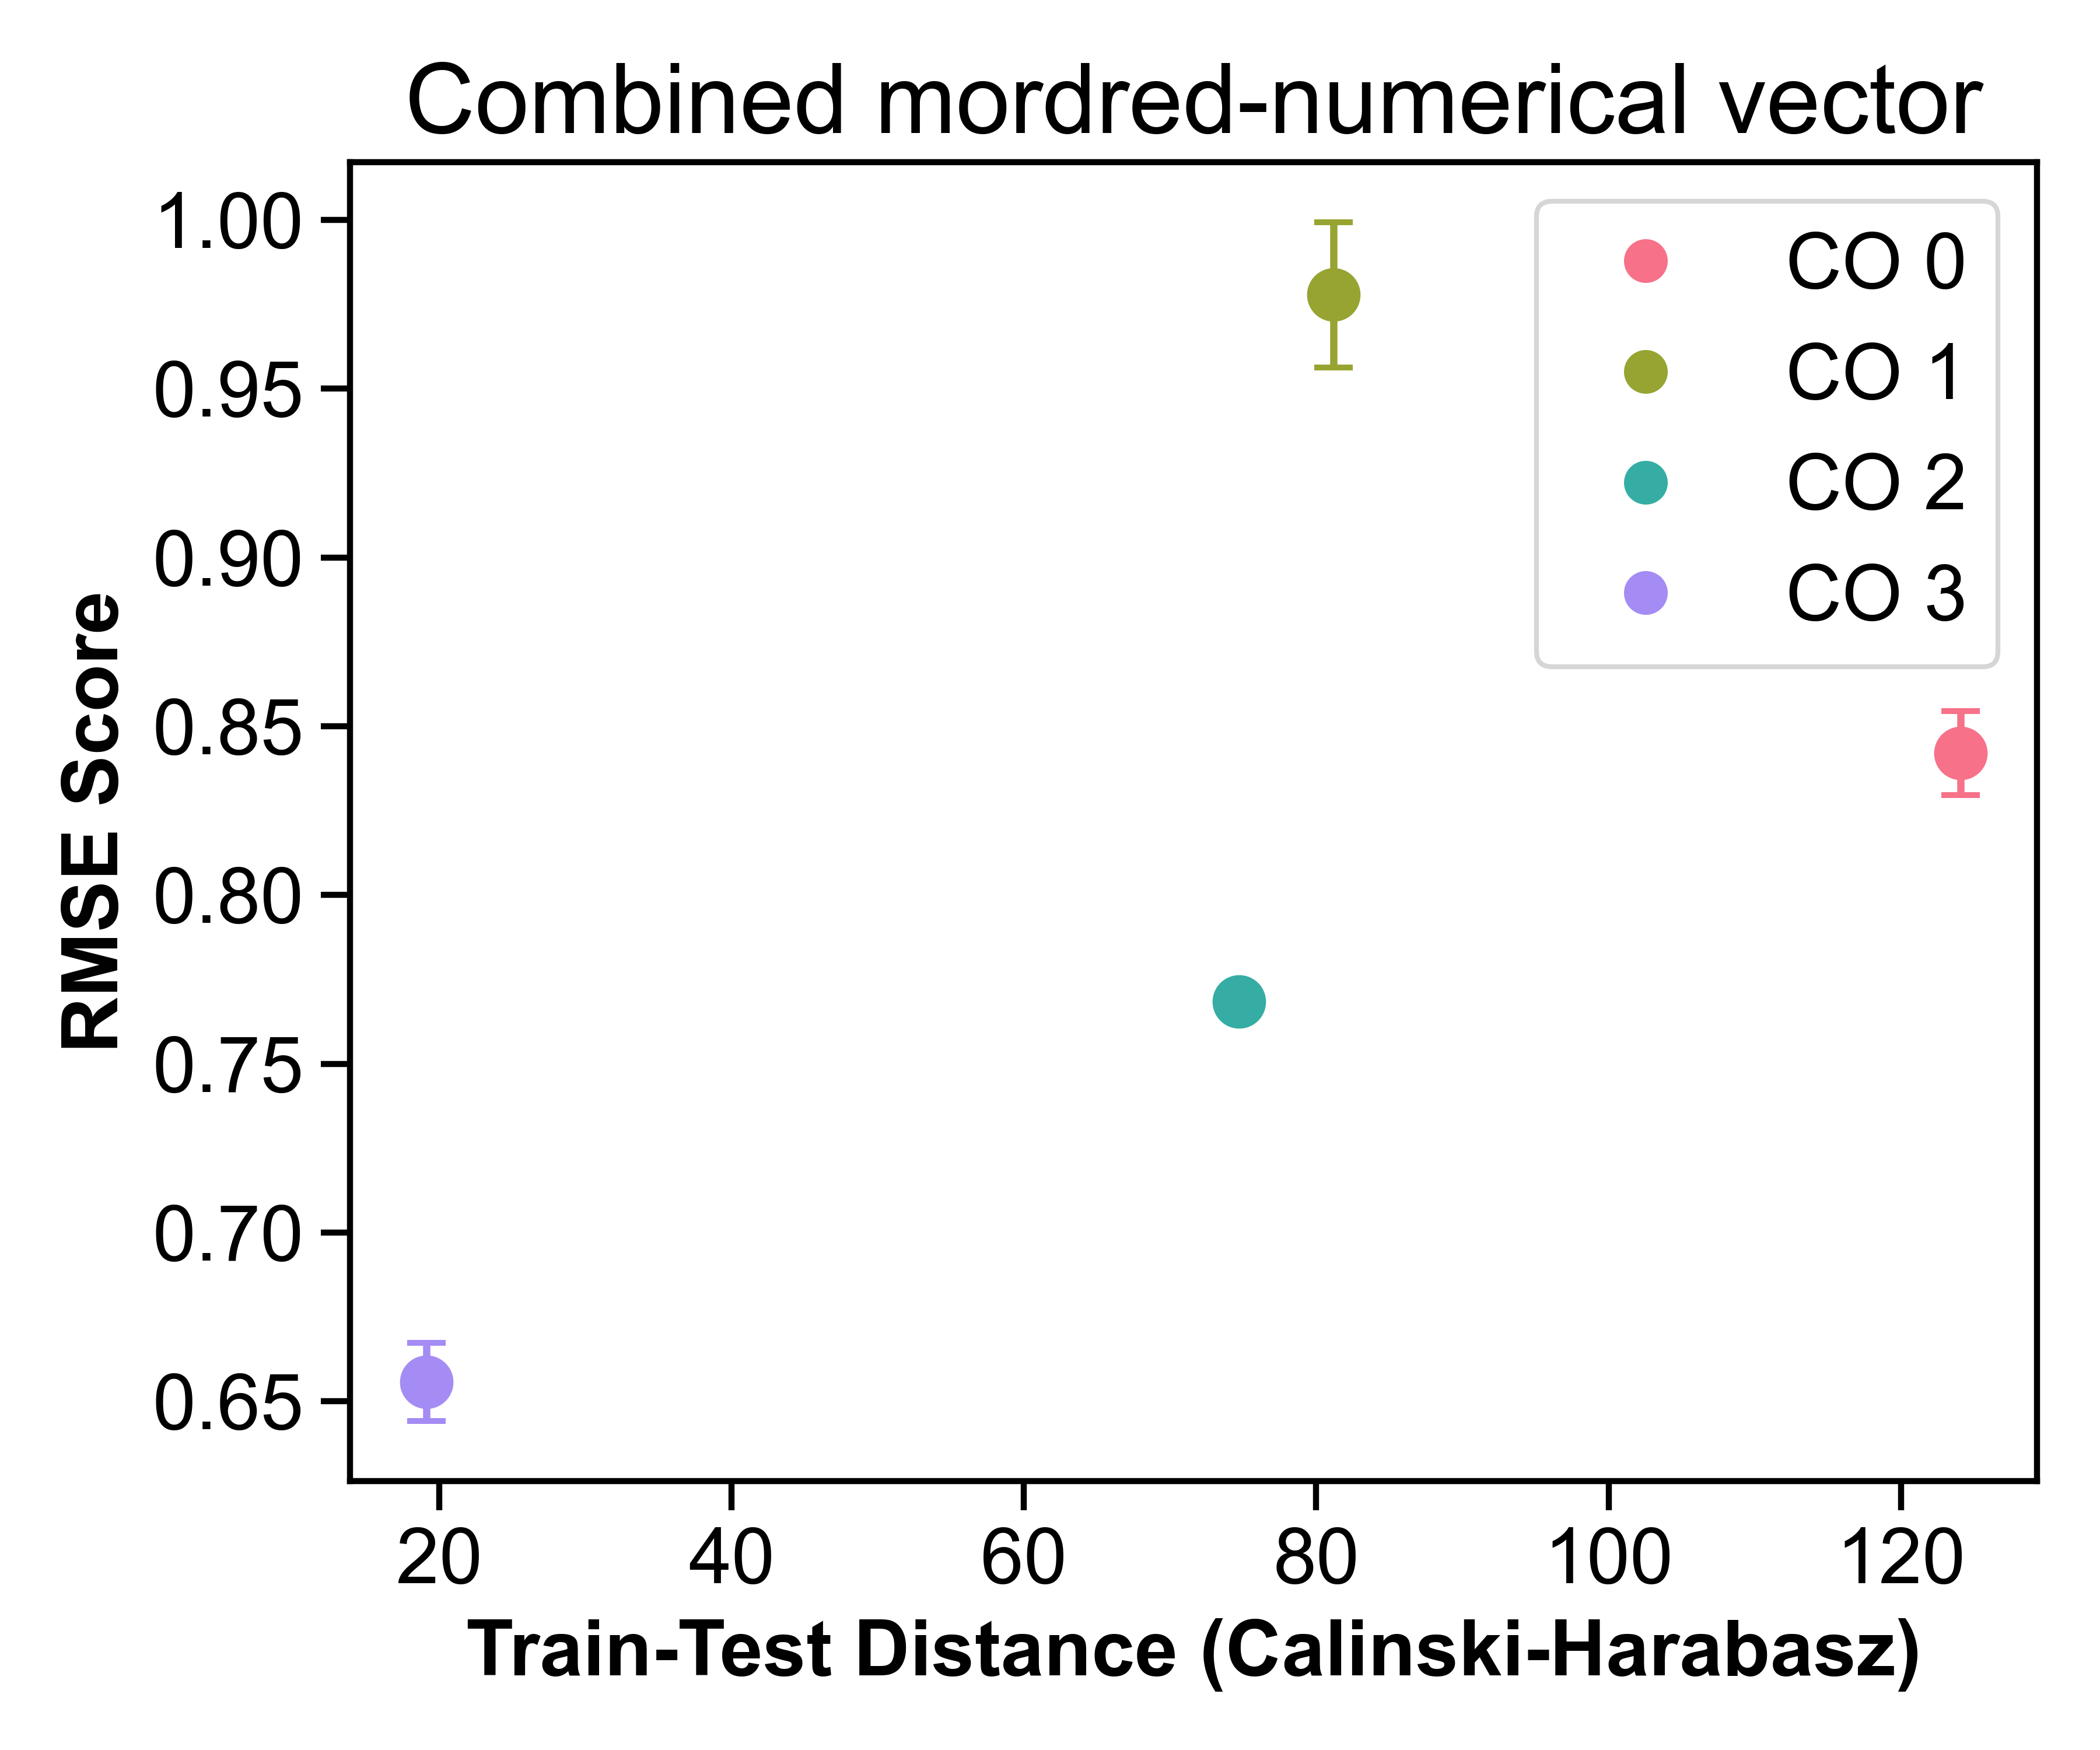 Combined mordred-numerical vector
1.00
0.95
0.90
0.85
0.80
0.75
0.70
0.65
RMSE Score
CO 0
CO 1
CO 2
CO 3
20 40 60 80 100 120
Train-Test Distance (Calinski-Harabasz)